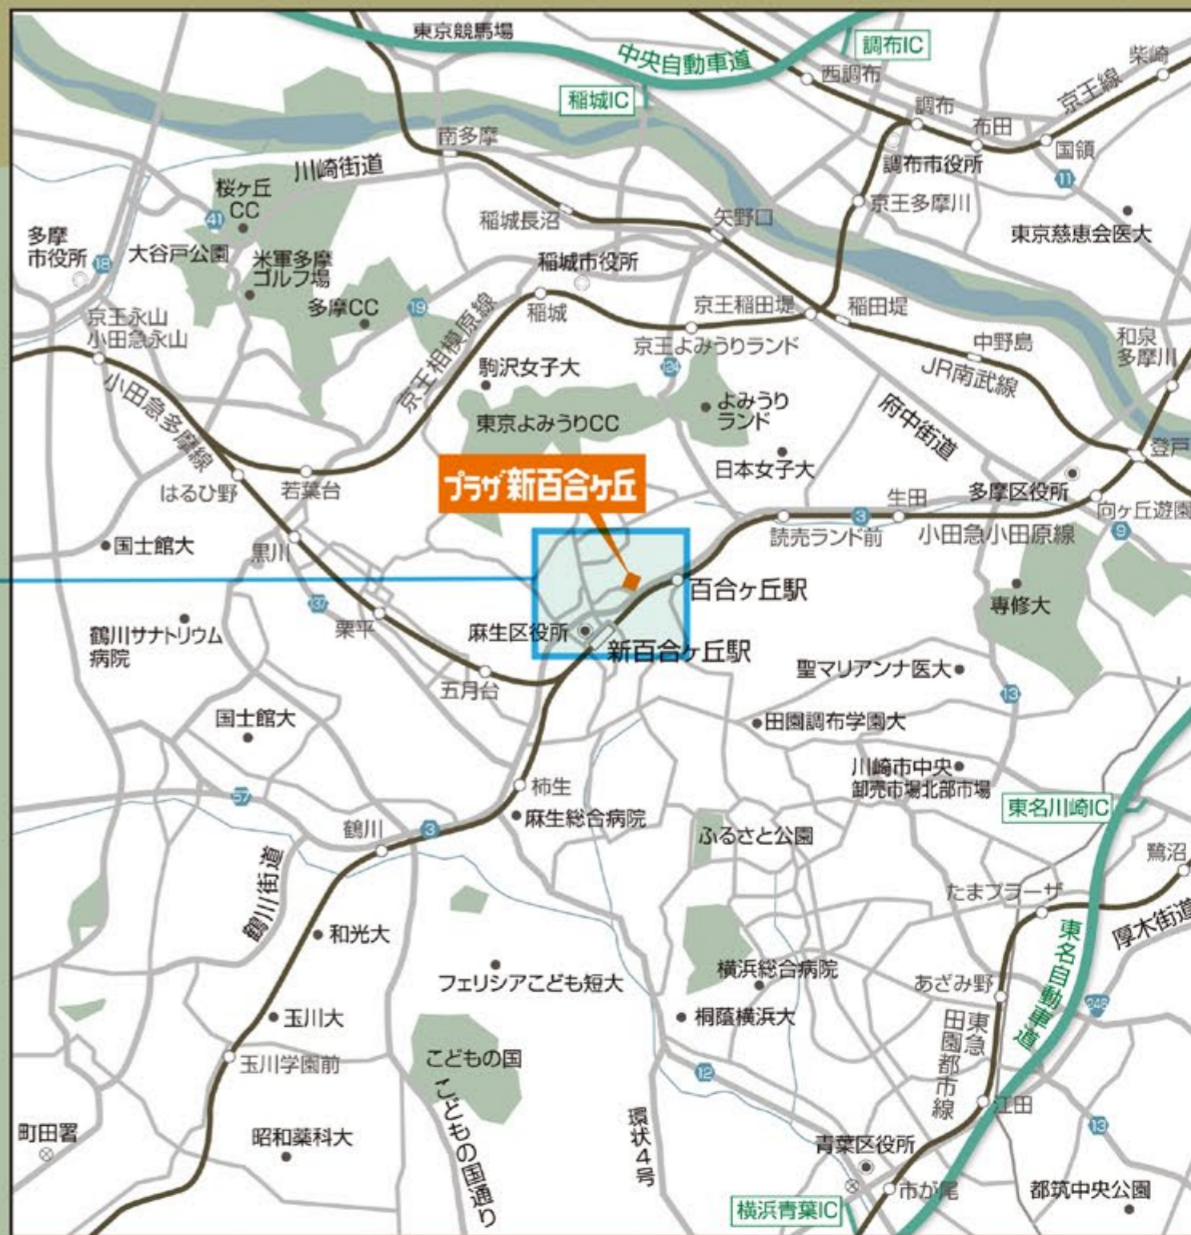 東京競馬場
中央自動車道
調布IC
柴崎
西調布
京王線
稲城IC
調布
布田
南多摩
調布市役所
国領
川崎街道
11
桜ヶ丘
CC
京王多摩川
41
稲城長沼
矢野口
東京慈恵会医大
多摩
市役所
18
大谷戸公園
米軍多摩
ゴルフ場
稲城市役所
多摩CC
19
稲城
京王稲田堤
稲田堤
京王永山
小田急永山
京王相模原線
京王よみうりランド
中野島
和泉
多摩川
駒沢女子大
124
JR南武線
小田急多摩線
東京よみうりCC
よみうり
ランド
府中街道
登戸
日本女子大
プラザ新百合ヶ丘
はるひ野
若葉台
生田
多摩区役所
3
向ヶ丘遊園
読売ランド前
小田急小田原線
9
国士館大
黒川
百合ヶ丘駅
専修大
137
栗平
鶴川サナトリウム
病院
麻生区役所
新百合ヶ丘駅
聖マリアンナ医大
五月台
13
国士館大
田園調布学園大
川崎市中央
卸売市場北部市場
柿生
57
東名川崎IC
鶴川
3
麻生総合病院
ふるさと公園
鷺沼
鶴川街道
たまプラーザ
和光大
東名自動車道
厚木街道
フェリシアこども短大
横浜総合病院
あざみ野
246
玉川大
桐蔭横浜大
東急
田園都市線
玉川学園前
こどもの国
12
こどもの国通り
環状4号
江田
町田署
昭和薬科大
13
青葉区役所
市が尾
都筑中央公園
横浜青葉IC